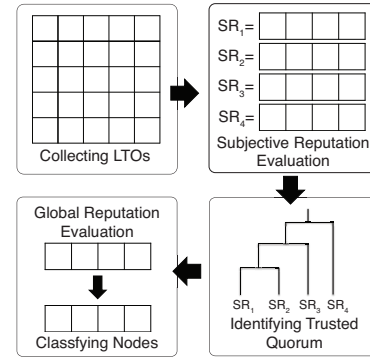 Collecting LTOs
SR1=
SR2=
SR3=
SR4=
Subjective Reputation
Evaluation
Global Reputation
Evaluation
Classfying Nodes
SR1 SR2 SR3 SR4
Identifying Trusted
Quorum